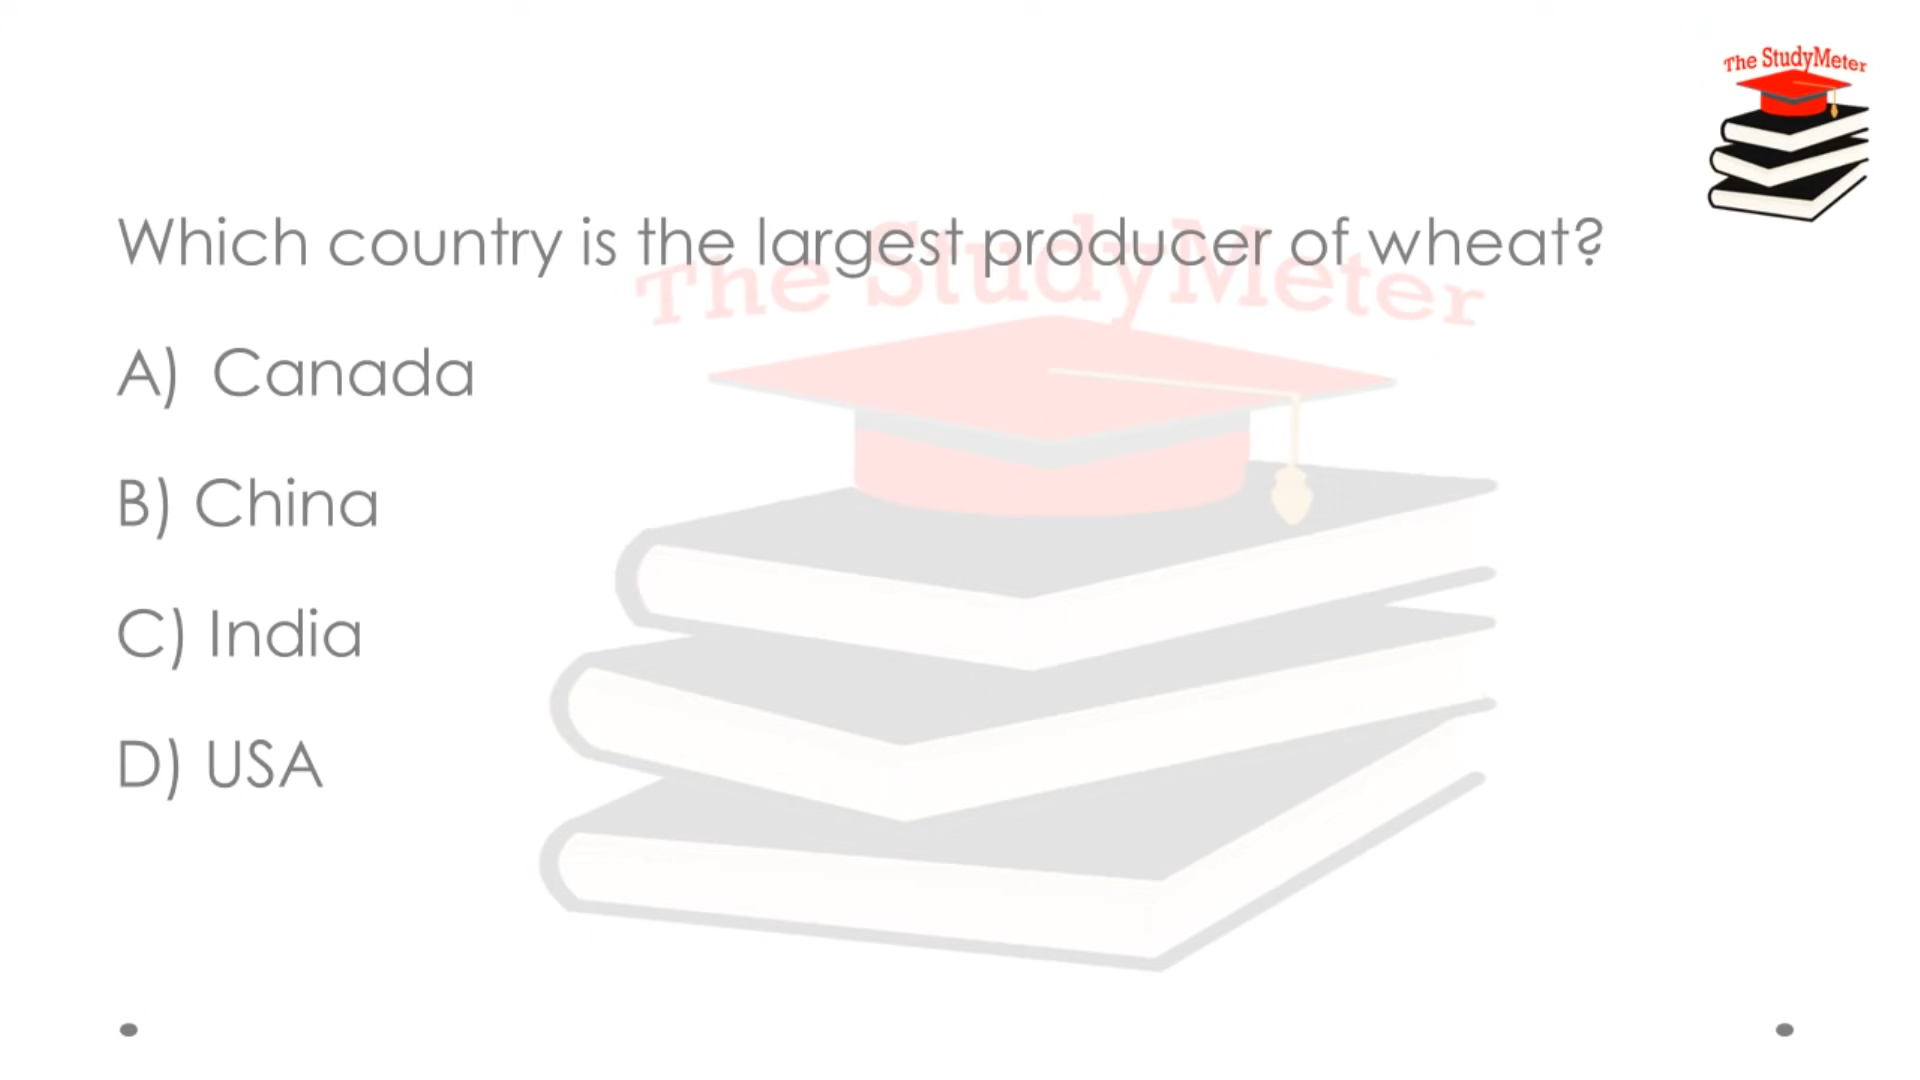 The StudyMeter
Which country is the largest producer of wheat?
The StudyMeter
A) Canada
B) China
C) India
D) USA